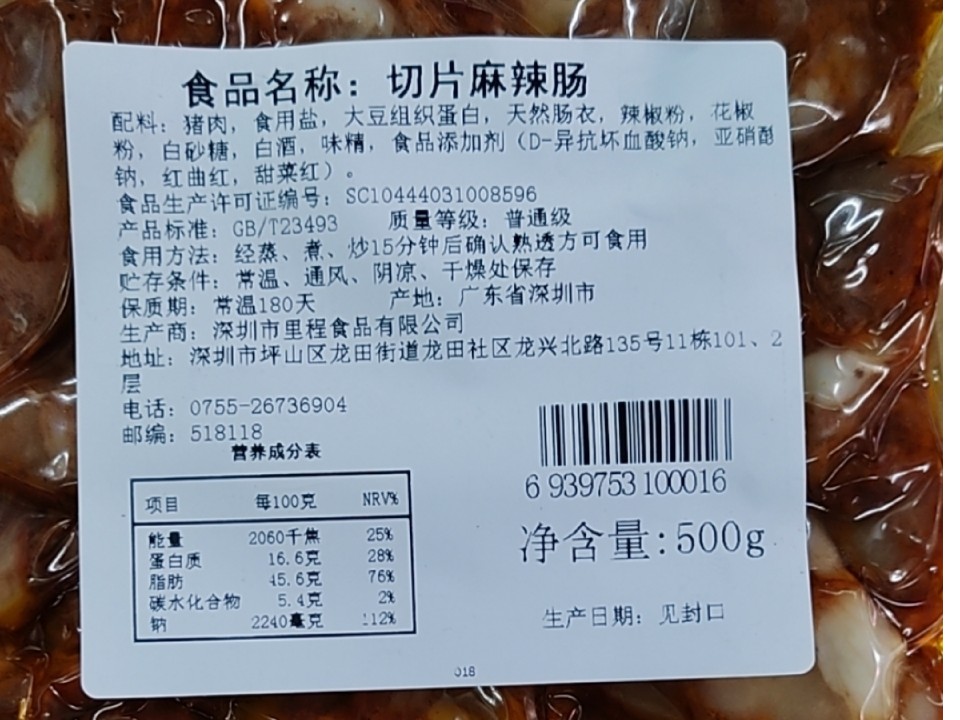 食品名称：切片麻辣肠
配料：猪肉，食用盐，大豆组织蛋白，天然肠衣，辣椒粉，花椒
粉，白砂糖，白酒，味精，食品添加剂（D-异抗坏血酸钠，亚硝酸
钠，红曲红，甜菜红）。
食品生产许可证编号：SC10444031008596
产品标准：GB/T23493 质量等级：普通级
食用方法：经蒸、煮、炒15分钟后确认熟透方可食用
贮存条件：常温、通风、阴凉、干燥处保存
保质期：常温180天 产地：广东省深圳市
生产商：深圳市里程食品有限公司
地址：深圳市坪山区龙田街道龙田社区龙兴北路135号11栋101、2
层
电话：0755-26736904
邮编：518118
营养成分表
项目 每100克 NRV%
能量 2060千焦 25%
蛋白质 16.6克 28%
脂肪 45.6克 76%
碳水化合物 5.4克 2%
钠 2240毫克 112%
6 939753 100016
净含量:500g
生产日期：见封口
018